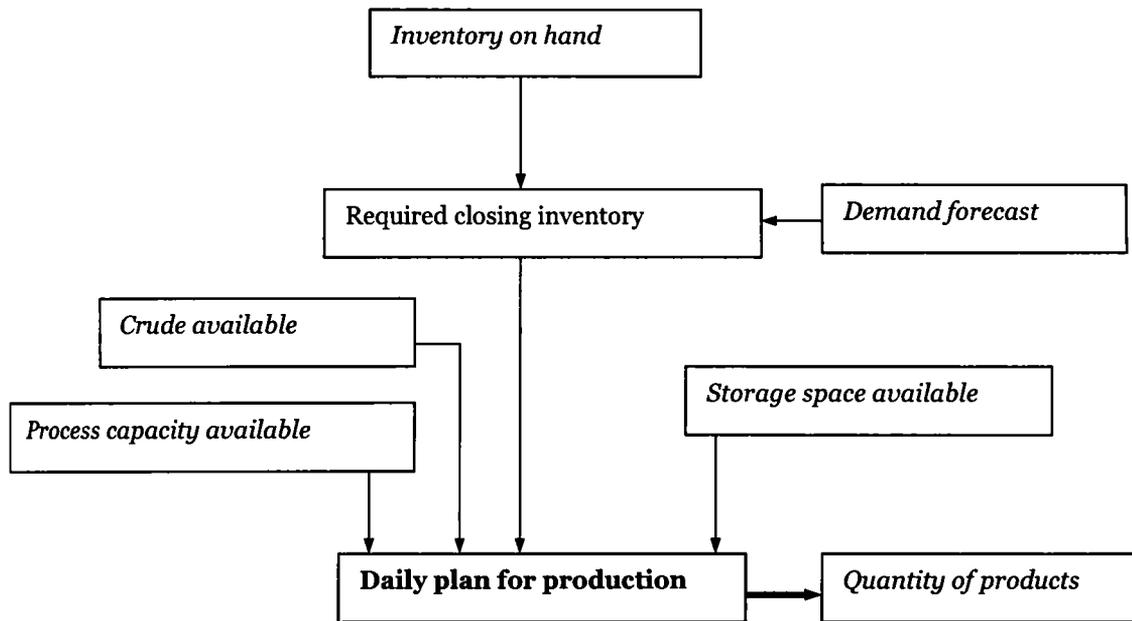 Inventory on hand
Required closing inventory
Demand forecast
Crude available
Storage space available
Process capacity available
Daily plan for production
Quantity of products